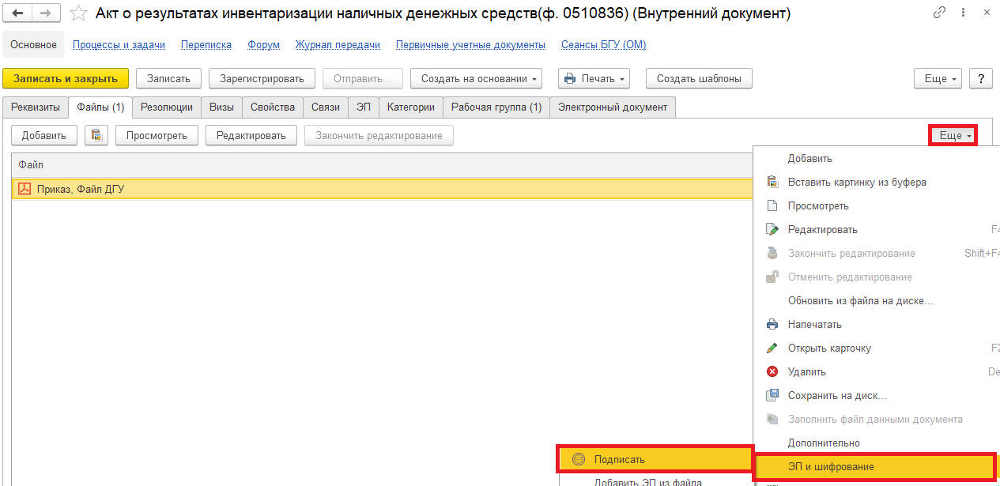 Акт о результатах инвентаризации наличных денежных средств(ф. 0510836) (Внутренний документ)
Основное Процессы и задачи Переписка Форум Журнал передачи Первичные учетные документы Сеансы БГУ (ОМ)
Записать и закрыть Записать Зарегистрировать Отправить... Создать на основании Печать Создать шаблоны Еще ?
Реквизиты Файлы (1) Резолюции Визы Свойства Связи ЭП Категории Рабочая группа (1) Электронный документ
Добавить Просмотреть Редактировать Закончить редактирование Еще
Файл
Приказ, Файл ДГУ
Добавить
Вставить картинку из буфера
Просмотреть
Редактировать F4
Закончить редактирование Shift+F4
Отменить редактирование
Обновить из файла на диске...
Напечатать
Открыть карточку F2
Удалить De
Сохранить на диск...
Заполнить файл данными документа
Дополнительно
ЭП и шифрование
Подписать
Добавить ЭП из файла